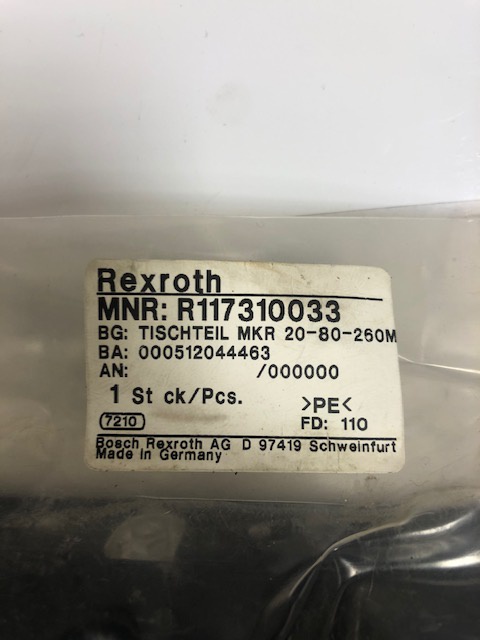 Rexroth
MNR: R117310033
BG: TISCHTEIL MKR 20-80-260M
BA: 000512044463
AN: /000000
1 St ck/Pcs. >PE<
7210 FD: 110
Bosch Rexroth AG D 97419 Schweinfurt
Made in Germany